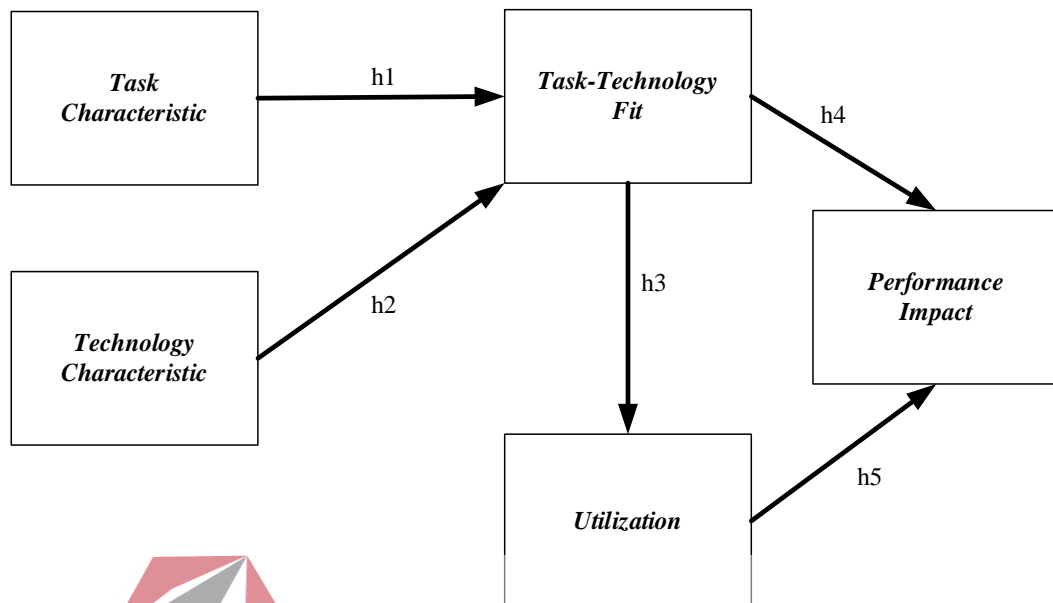 Task
Characteristic
h1
Task-Technology
Fit
h4
Technology
Characteristic
h2
h3
Performance
Impact
Utilization
h5